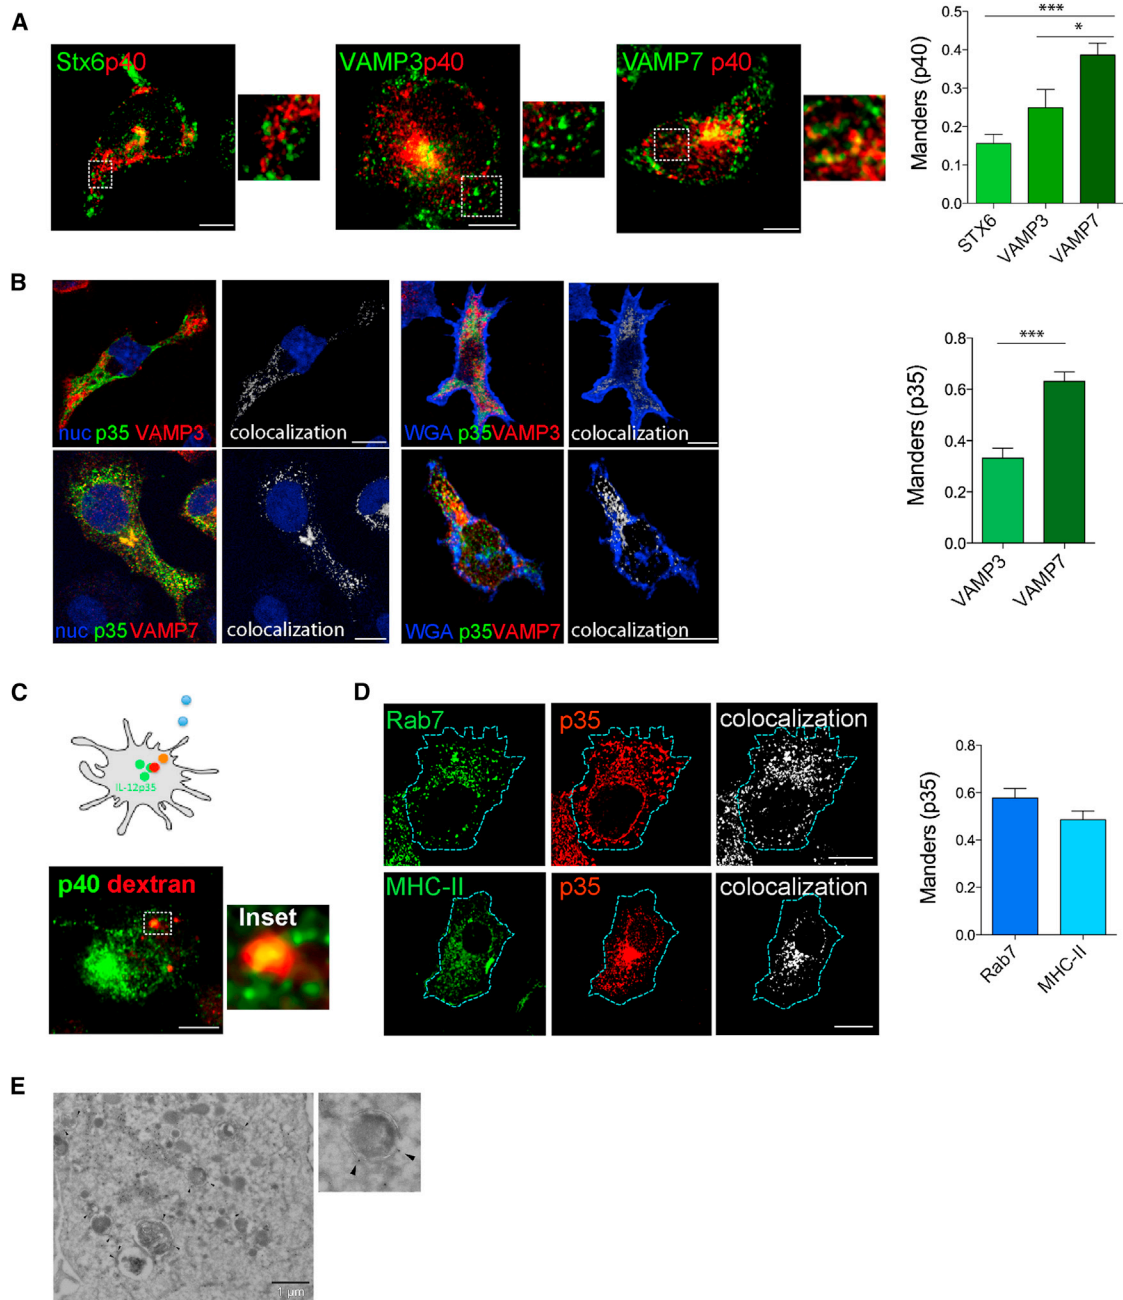 A
Stx6p40
VAMP3p40
VAMP7 p40
Manders (p40)
0.5
0.4
0.3
0.2
0.1
0.0
***
*
STX6
VAMP3
VAMP7
B
nuc p35 VAMP3
colocalization
WGA p35VAMP3
colocalization
nuc p35 VAMP7
colocalization
WGA p35VAMP7
colocalization
Manders (p35)
0.8
0.6
0.4
0.2
0.0
***
VAMP3
VAMP7
C
IL-12p35
p40 dextran
Inset
D
Rab7
p35
colocalization
MHC-II
p35
colocalization
Manders (p35)
0.8
0.6
0.4
0.2
0.0
Rab7
MHC-II
E
1 μm